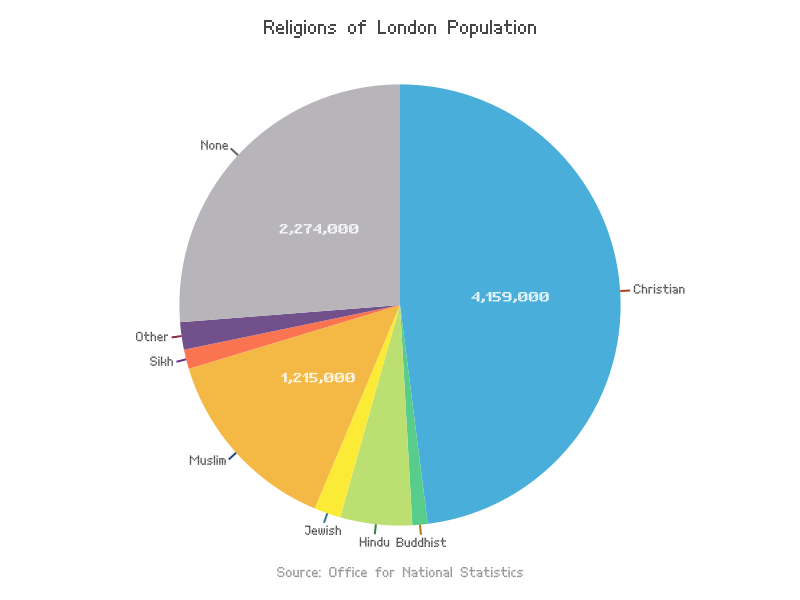 Religions of London Population
None
2,274,000
4,159,000
Christian
Other
Sikh
1,215,000
Muslim
Jewish
Hindu
Buddhist
Source: Office for National Statistics